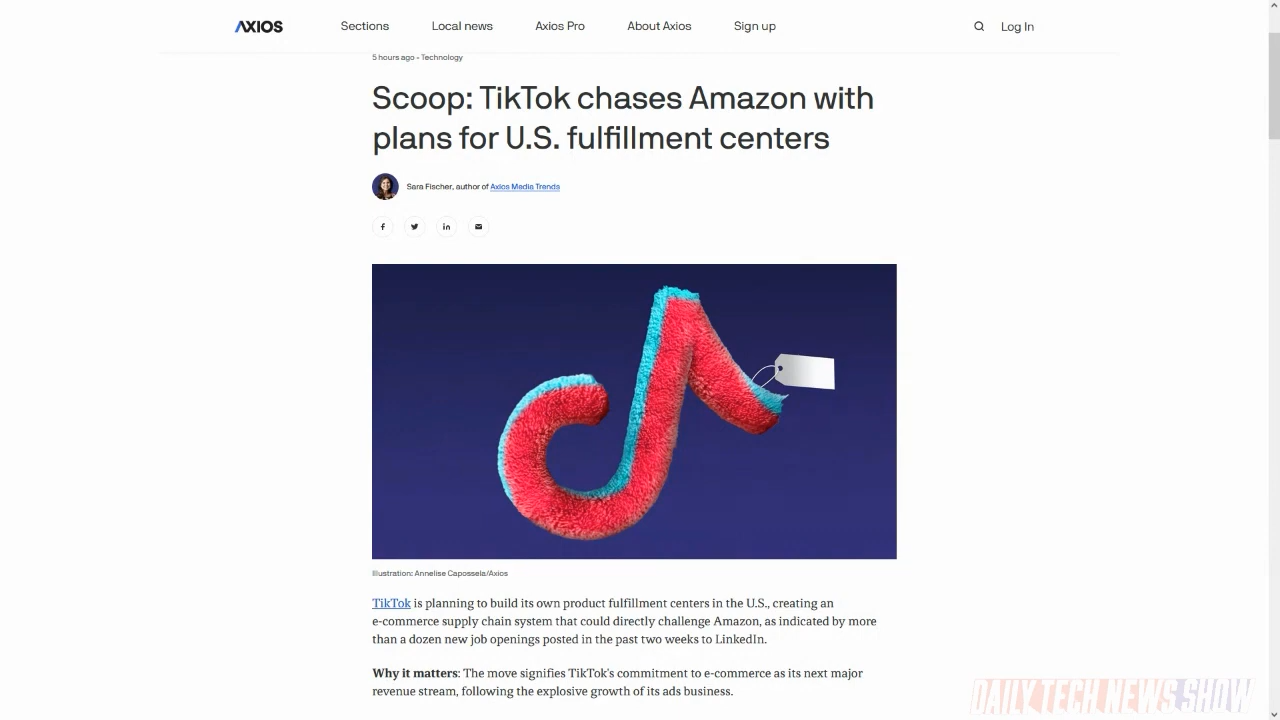 AXIOS Sections Local news Axios Pro About Axios Sign up Log In
5 hours ago - Technology
Scoop: TikTok chases Amazon with
plans for U.S. fulfillment centers
Sara Fischer, author of Axios Media Trends
Illustration: Annelise Capossela/Axios
TikTok is planning to build its own product fulfillment centers in the U.S., creating an
e-commerce supply chain system that could directly challenge Amazon, as indicated by more
than a dozen new job openings posted in the past two weeks to LinkedIn.
Why it matters: The move signifies TikTok's commitment to e-commerce as its next major
revenue stream, following the explosive growth of its ads business.
DAILY TECH NEWS SHOW